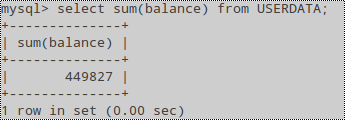 mysql> select sum(balance) from USERDATA;
+--------------+
| sum(balance) |
+--------------+
|       449827 |
+--------------+
1 row in set (0.00 sec)